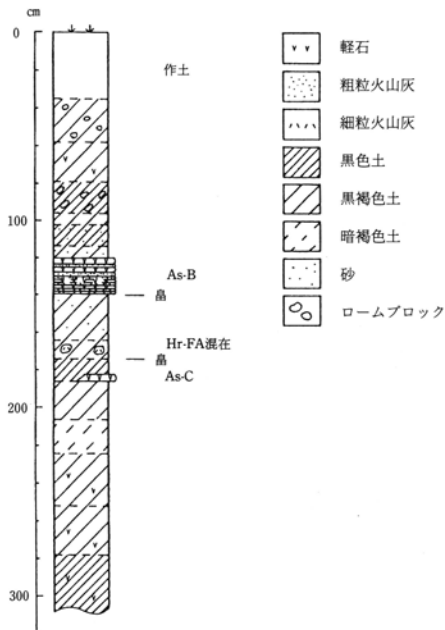 cm
0
作土
100
As-B
畠
Hr-FA混在
畠
As-C
200
300
軽石
粗粒火山灰
細粒火山灰
黒色土
黒褐色土
暗褐色土
砂
ロームブロック